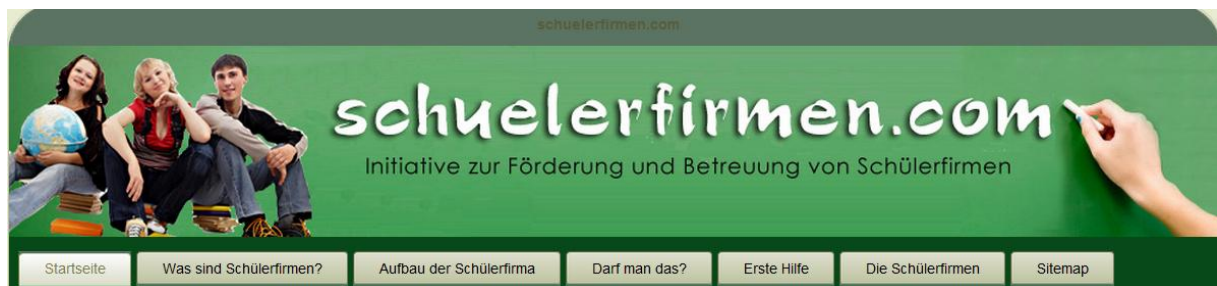 schuelerfirmen.com
schuelerfirmen.com
Initiative zur Förderung und Betreuung von Schülerfirmen
Startseite Was sind Schülerfirmen? Aufbau der Schülerfirma Darf man das? Erste Hilfe Die Schülerfirmen Sitemap